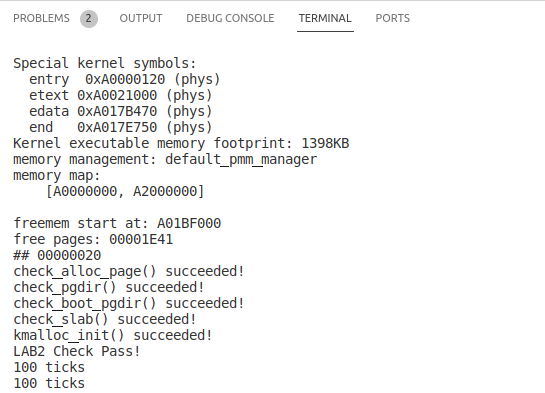 PROBLEMS 2 OUTPUT DEBUG CONSOLE TERMINAL PORTS
Special kernel symbols:
  entry  0xA0000120 (phys)
  etext 0xA0021000 (phys)
  edata 0xA017B470 (phys)
  end   0xA017E750 (phys)
Kernel executable memory footprint: 1398KB
memory management: default_pmm_manager
memory map:
    [A0000000, A2000000]
freemem start at: A01BF000
free pages: 00001E41
## 00000020
check_alloc_page() succeeded!
check_pgdir() succeeded!
check_boot_pgdir() succeeded!
check_slab() succeeded!
kmalloc_init() succeeded!
LAB2 Check Pass!
100 ticks
100 ticks